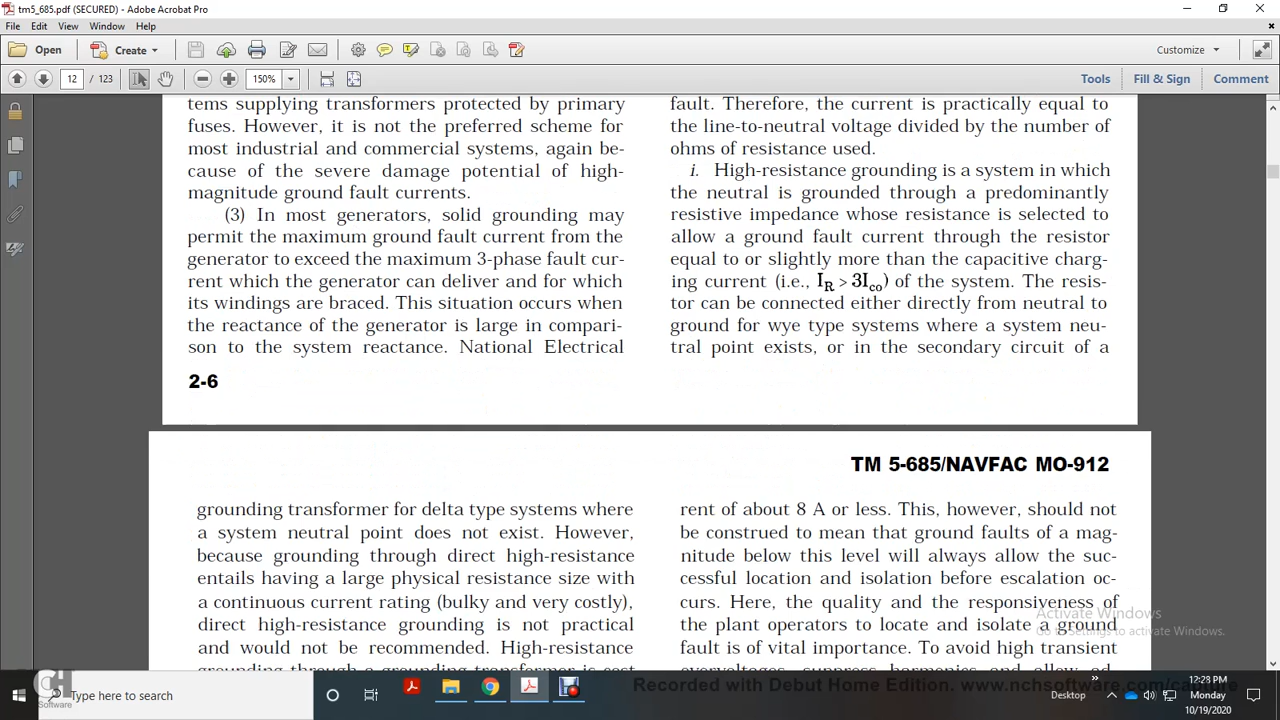 tm5_685.pdf (SECURED) - Adobe Acrobat Pro
File Edit View Window Help
Open Create Customize
12 / 123 150% Tools Fill & Sign Comment
tems supplying transformers protected by primary
fuses. However, it is not the preferred scheme for
most industrial and commercial systems, again be-
cause of the severe damage potential of high-
magnitude ground fault currents.
(3) In most generators, solid grounding may
permit the maximum ground fault current from the
generator to exceed the maximum 3-phase fault cur-
rent which the generator can deliver and for which
its windings are braced. This situation occurs when
the reactance of the generator is large in compari-
son to the system reactance. National Electrical
2-6
fault. Therefore, the current is practically equal to
the line-to-neutral voltage divided by the number of
ohms of resistance used.
i. High-resistance grounding is a system in which
the neutral is grounded through a predominantly
resistive impedance whose resistance is selected to
allow a ground fault current through the resistor
equal to or slightly more than the capacitive charg-
ing current (i.e., IR > 3Ico) of the system. The resis-
tor can be connected either directly from neutral to
ground for wye type systems where a system neu-
tral point exists, or in the secondary circuit of a
TM 5-685/NAVFAC MO-912
grounding transformer for delta type systems where
a system neutral point does not exist. However,
because grounding through direct high-resistance
entails having a large physical resistance size with
a continuous current rating (bulky and very costly),
direct high-resistance grounding is not practical
and would not be recommended. High-resistance
grounding through a grounding transformer is cost
rent of about 8 A or less. This, however, should not
be construed to mean that ground faults of a mag-
nitude below this level will always allow the suc-
cessful location and isolation before escalation oc-
curs. Here, the quality and the responsiveness of
the plant operators to locate and isolate a ground
fault is of vital importance. To avoid high transient
overvoltages, suppress harmonics and allow ad-
Activate Windows
Go to Settings to activate Windows.
Recorded with Debut Home Edition. www.nchsoftware.com/capture
CH
Software
Type here to search
Desktop
12:28 PM
Monday
10/19/2020